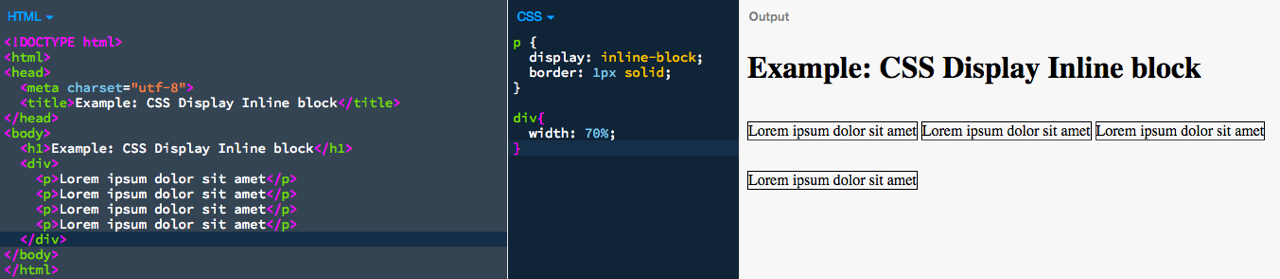 HTML
<!DOCTYPE html>
<html>
<head>
  <meta charset="utf-8">
  <title>Example: CSS Display Inline block</title>
</head>
<body>
  <h1>Example: CSS Display Inline block</h1>
  <div>
    <p>Lorem ipsum dolor sit amet</p>
    <p>Lorem ipsum dolor sit amet</p>
    <p>Lorem ipsum dolor sit amet</p>
    <p>Lorem ipsum dolor sit amet</p>
  </div>
</body>
</html>
CSS
p {
  display: inline-block;
  border: 1px solid;
}
div{
  width: 70%;
}
Output
Example: CSS Display Inline block
Lorem ipsum dolor sit amet Lorem ipsum dolor sit amet Lorem ipsum dolor sit amet
Lorem ipsum dolor sit amet